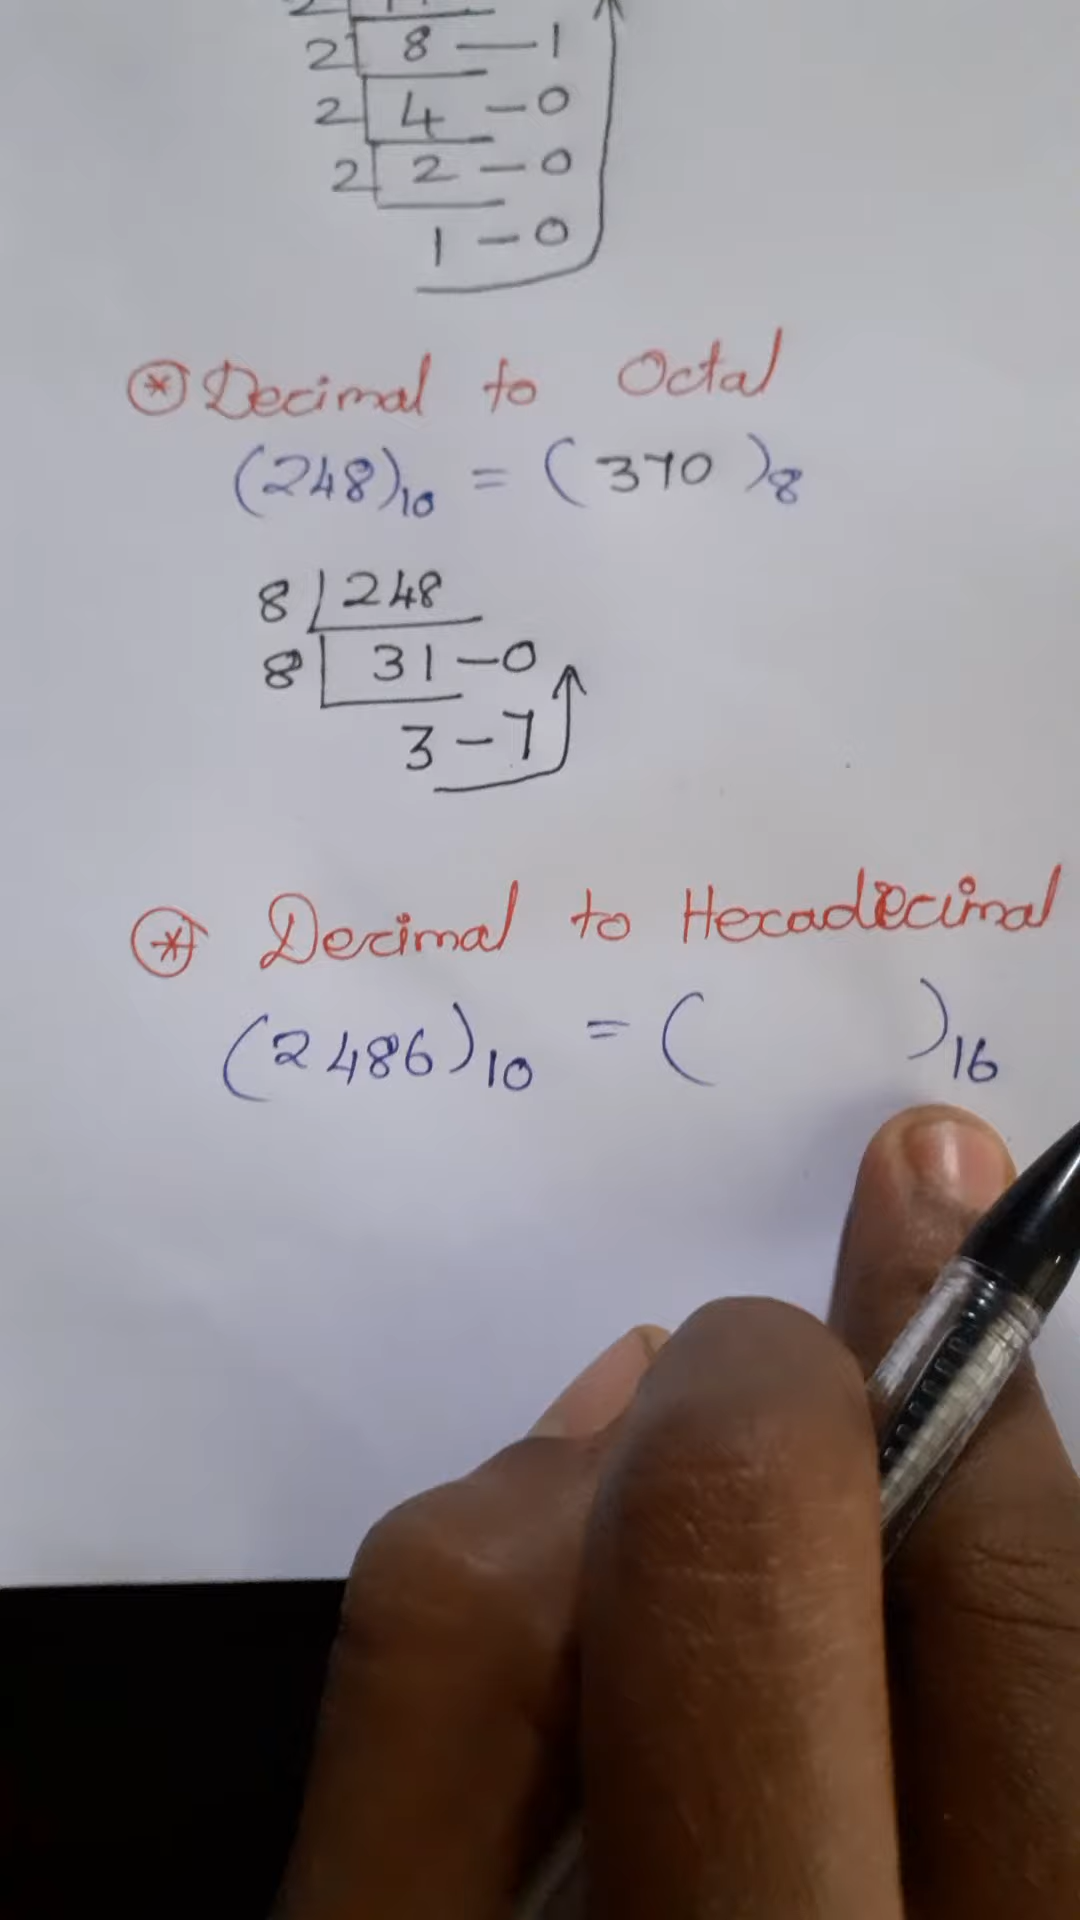 2 8 — 1
2 4 — 0
2 2 — 0
1 — 0
⊛ Decimal to Octal
(248)₁₀ = (370)₈
8 248
8 31 — 0
3 — 7
⊛ Decimal to Hexadecimal
(2486)₁₀ = ( )₁₆